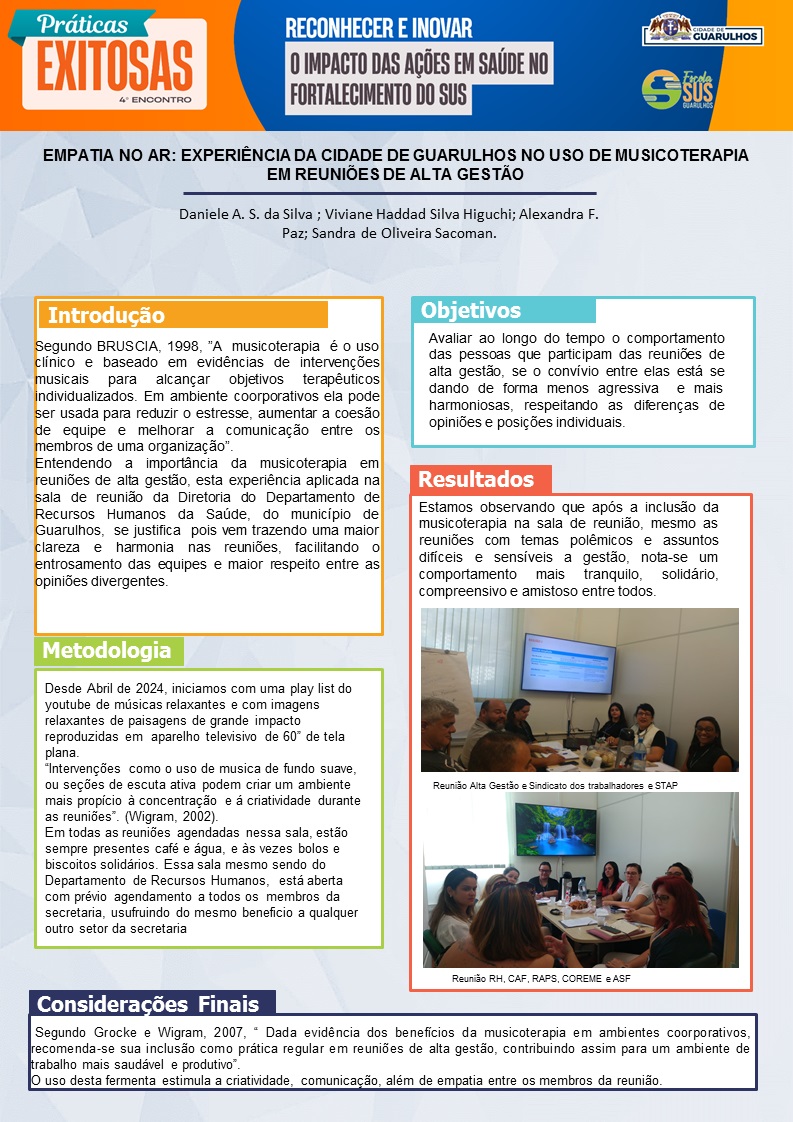 Práticas
EXITOSAS
4º ENCONTRO
RECONHECER E INOVAR
O IMPACTO DAS AÇÕES EM SAÚDE NO
FORTALECIMENTO DO SUS
CIDADE DE
GUARULHOS
Escola
SUS
GUARULHOS
EMPATIA NO AR: EXPERIÊNCIA DA CIDADE DE GUARULHOS NO USO DE MUSICOTERAPIA
EM REUNIÕES DE ALTA GESTÃO
Daniele A. S. da Silva ; Viviane Haddad Silva Higuchi; Alexandra F.
Paz; Sandra de Oliveira Sacoman.
Introdução
Segundo BRUSCIA, 1998, ”A musicoterapia é o uso
clínico e baseado em evidências de intervenções
musicais para alcançar objetivos terapêuticos
individualizados. Em ambiente coorporativos ela pode
ser usada para reduzir o estresse, aumentar a coesão
de equipe e melhorar a comunicação entre os
membros de uma organização”.
Entendendo a importância da musicoterapia em
reuniões de alta gestão, esta experiência aplicada na
sala de reunião da Diretoria do Departamento de
Recursos Humanos da Saúde, do município de
Guarulhos, se justifica pois vem trazendo uma maior
clareza e harmonia nas reuniões, facilitando o
entrosamento das equipes e maior respeito entre as
opiniões divergentes.
Metodologia
Desde Abril de 2024, iniciamos com uma play list do
youtube de músicas relaxantes e com imagens
relaxantes de paisagens de grande impacto
reproduzidas em aparelho televisivo de 60” de tela
plana.
“Intervenções como o uso de musica de fundo suave,
ou seções de escuta ativa podem criar um ambiente
mais propício à concentração e á criatividade durante
as reuniões”. (Wigram, 2002).
Em todas as reuniões agendadas nessa sala, estão
sempre presentes café e água, e às vezes bolos e
biscoitos solidários. Essa sala mesmo sendo do
Departamento de Recursos Humanos, está aberta
com prévio agendamento a todos os membros da
secretaria, usufruindo do mesmo beneficio a qualquer
outro setor da secretaria
Objetivos
Avaliar ao longo do tempo o comportamento
das pessoas que participam das reuniões de
alta gestão, se o convívio entre elas está se
dando de forma menos agressiva e mais
harmoniosas, respeitando as diferenças de
opiniões e posições individuais.
Resultados
Estamos observando que após a inclusão da
musicoterapia na sala de reunião, mesmo as
reuniões com temas polêmicos e assuntos
difíceis e sensíveis a gestão, nota-se um
comportamento mais tranquilo, solidário,
compreensivo e amistoso entre todos.
Reunião Alta Gestão e Sindicato dos trabalhadores e STAP
Reunião RH, CAF, RAPS, COREME e ASF
Considerações Finais
Segundo Grocke e Wigram, 2007, “ Dada evidência dos benefícios da musicoterapia em ambientes coorporativos,
recomenda-se sua inclusão como prática regular em reuniões de alta gestão, contribuindo assim para um ambiente de
trabalho mais saudável e produtivo”.
O uso desta fermenta estimula a criatividade, comunicação, além de empatia entre os membros da reunião.